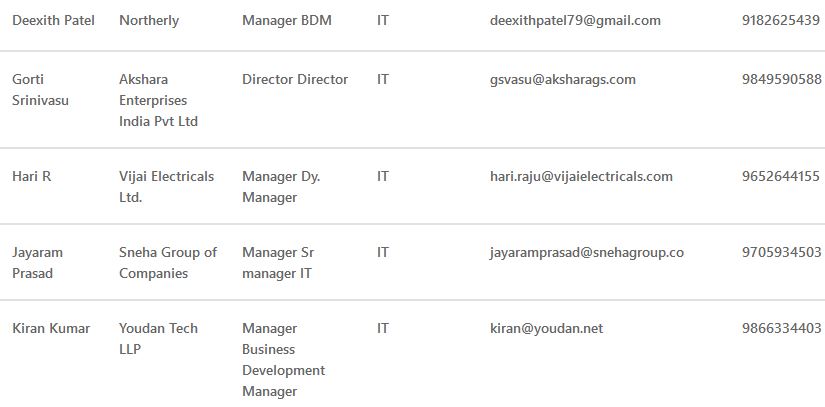 Deexith Patel Northerly Manager BDM IT deexithpatel79@gmail.com 9182625439
Gorti Akshara Director Director IT gsvasu@aksharags.com 9849590588
Srinivasu Enterprises
India Pvt Ltd
Hari R Vijai Electricals Manager Dy. IT hari.raju@vijaielectricals.com 9652644155
Ltd. Manager
Jayaram Sneha Group of Manager Sr IT jayaramprasad@snehagroup.co 9705934503
Prasad Companies manager IT
Kiran Kumar Youdan Tech Manager IT kiran@youdan.net 9866334403
LLP Business
Development
Manager